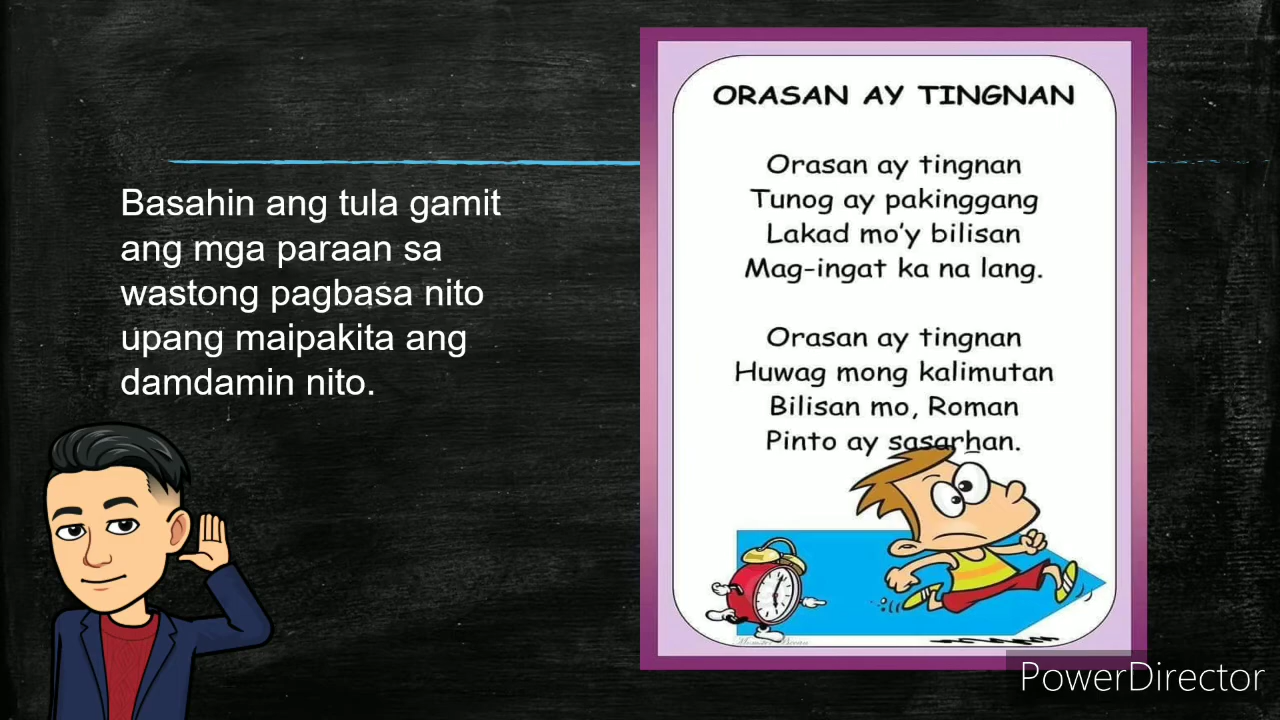 Basahin ang tula gamit
ang mga paraan sa
wastong pagbasa nito
upang maipakita ang
damdamin nito.
ORASAN AY TINGNAN
Orasan ay tingnan
Tunog ay pakinggang
Lakad mo'y bilisan
Mag-ingat ka na lang.
Orasan ay tingnan
Huwag mong kalimutan
Bilisan mo, Roman
Pinto ay sasarhan.
PowerDirector